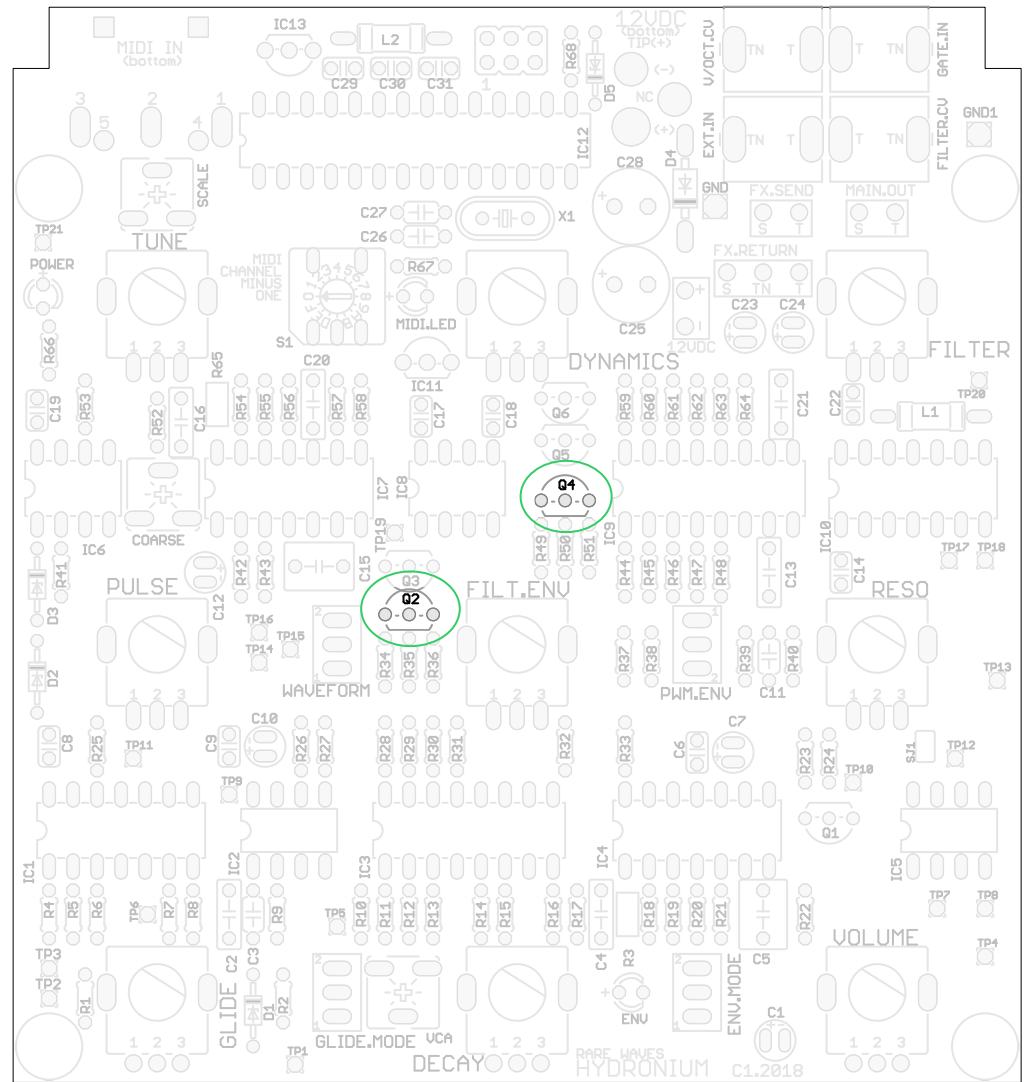 IC13
12VDC
(bottom)
TIP(+)
MIDI IN
(bottom)
L2
R68
V/OCT.CV
TN
T
T
TN
GATE.IN
C29
C30
C31
1
D5
(-)
NC
3
2
1
5
4
IC12
(+)
EXT.IN
TN
T
T
TN
FILTER.CV
GND1
SCALE
C28
D4
GND
FX.SEND
MAIN.OUT
S
T
S
T
C27
X1
C26
TP21
TUNE
POWER
MIDI
CHANNEL
MINUS
ONE
R67
FX.RETURN
S
TN
T
MIDI.LED
C25
C23
C24
12VDC
1
2
3
S1
1
2
3
1
2
3
R66
R65
C20
IC11
DYNAMICS
FILTER
TP20
C19
R53
R52
C16
R54
R55
R56
R57
R58
C17
C18
Q6
R59
R60
R61
R62
R63
R64
C21
C22
L1
Q5
Q4
IC7
IC8
IC9
IC10
COARSE
IC6
TP19
R49
R50
R51
TP17
TP18
D3
R41
C12
R42
R43
C15
Q3
R44
R45
R46
R47
R48
C13
C14
PULSE
Q2
FILT.ENV
RESO
TP16
TP15
TP14
2
1
WAVEFORM
R34
R35
R36
R37
R38
1
2
PWM.ENV
R39
C11
R40
TP13
D2
1
2
3
1
2
3
1
2
3
C8
R25
TP11
C9
C10
R26
R27
R28
R29
R30
R31
R32
R33
C6
C7
R23
R24
SJ1
TP12
TP9
TP10
IC1
IC2
IC3
IC4
Q1
IC5
R4
R5
R6
TP6
R7
R8
C2
C3
R9
TP5
R10
R11
R12
R13
R14
R15
R16
R17
C4
R3
R18
R19
R20
R21
C5
R22
TP7
TP8
TP3
TP2
VOLUME
TP4
R1
GLIDE
D1
R2
2
1
GLIDE.MODE
VCA
ENV
2
1
ENV.MODE
C1
1
2
3
1
2
3
1
2
3
TP1
DECAY
RARE WAVES
HYDRONIUM
C1.2018